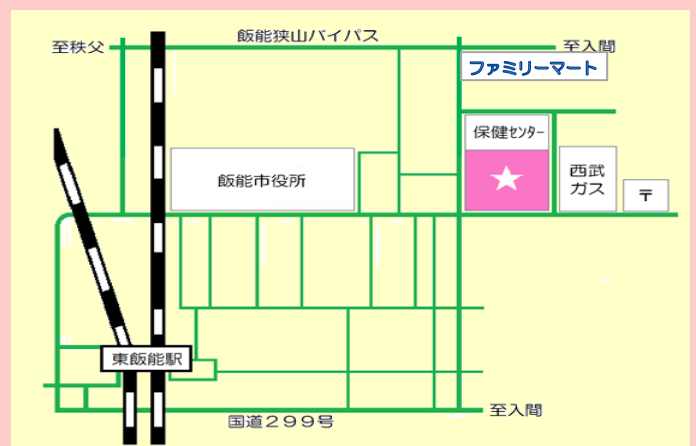 飯能狭山バイパス
至秩父
至入間
ファミリーマート
保健センター
飯能市役所
西武
ガス
〒
東飯能駅
至入間
国道299号